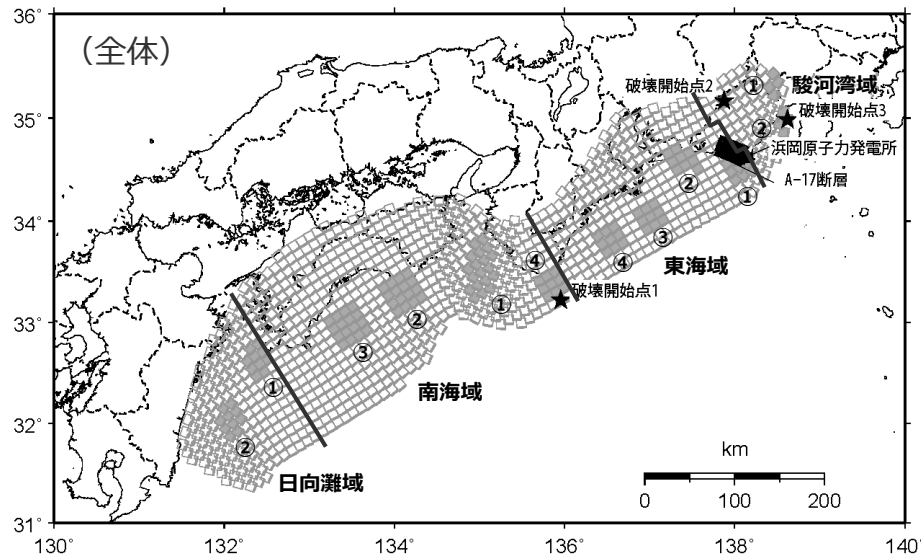 36°
(全体)
破壊開始点2
①
駿河湾域
35°
破壊開始点3
②
浜岡原子力発電所
②
A-17断層
①
34°
③
④
④
東海域
破壊開始点1
①
33°
②
③
①
南海域
32°
②
日向灘域
km
0 100 200
31°
130 132 134 136 138 140